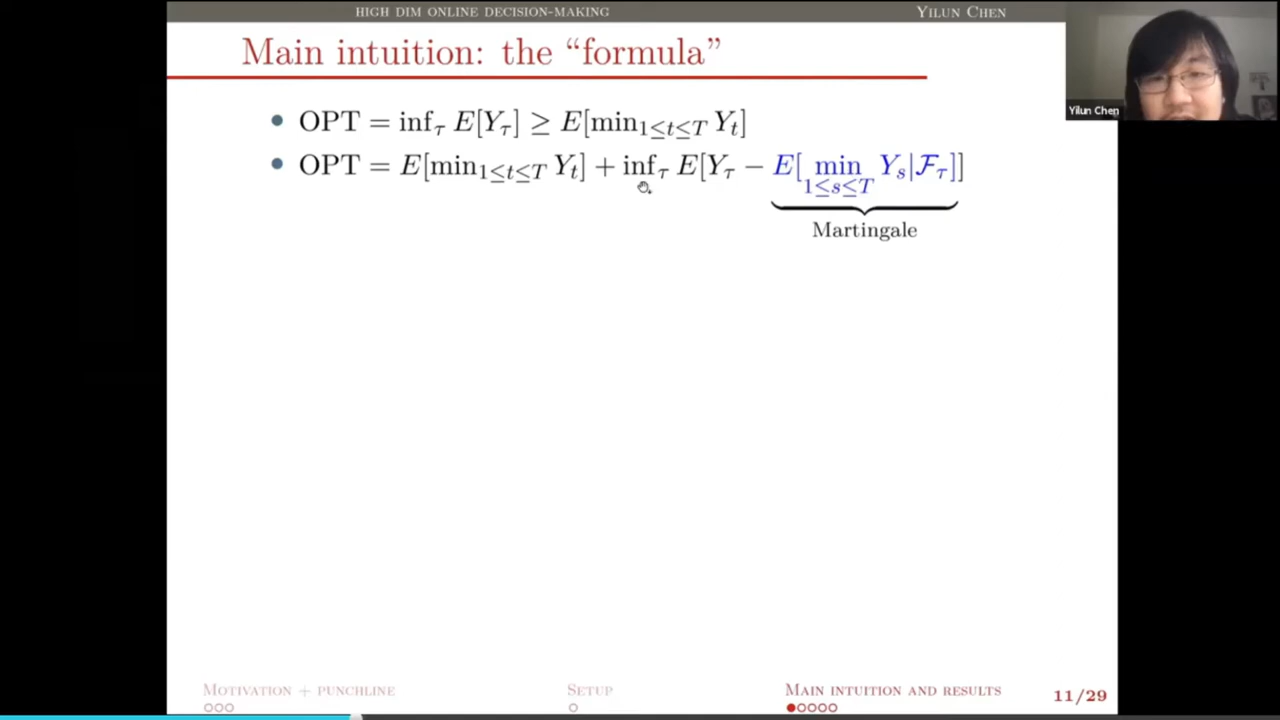 HIGH DIM ONLINE DECISION-MAKING YILUN CHEN
Main intuition: the “formula”
Yilun Chen
• OPT = inf_τ E[Y_τ] ≥ E[min_{1≤t≤T} Y_t]
• OPT = E[min_{1≤t≤T} Y_t] + inf_τ E[Y_τ − E[min_{1≤s≤T} Y_s|ℱ_τ]]
Martingale
MOTIVATION + PUNCHLINE SETUP MAIN INTUITION AND RESULTS 11/29